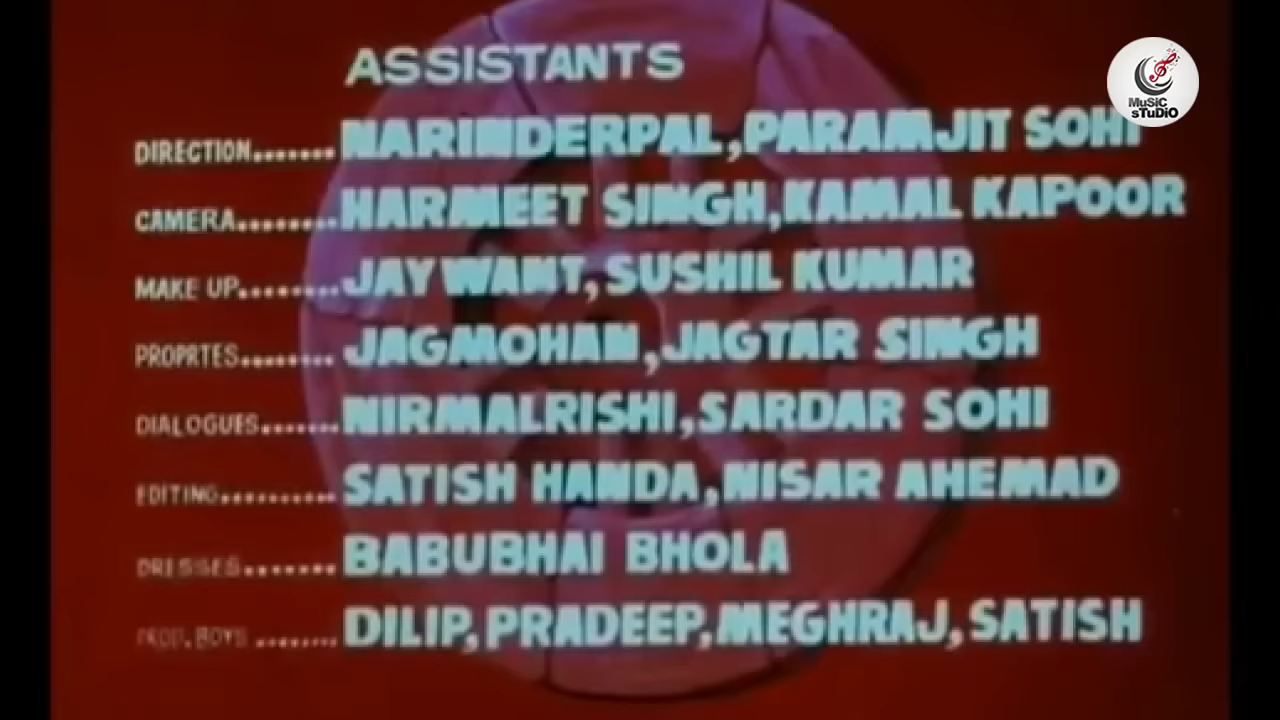 ASSISTANTS
DIRECTION....... NARINDERPAL,PARAMJIT SOHI
CAMERA........ HARMEET SINGH,KAMAL KAPOOR
MAKE UP........ JAY WANT,SUSHIL KUMAR
PROPRTES........ JAGMOHAN,JAGTAR SINGH
DIALOGUES....... NIRMALRISHI,SARDAR SOHI
EDITING.......... SATISH HANDA,NISAR AHEMAD
DRESSES....... BABUBHAI BHOLA
PROD.BOYS ........ DILIP,PRADEEP,MEGHRAJ,SATISH
MuSiC
sTuDiO